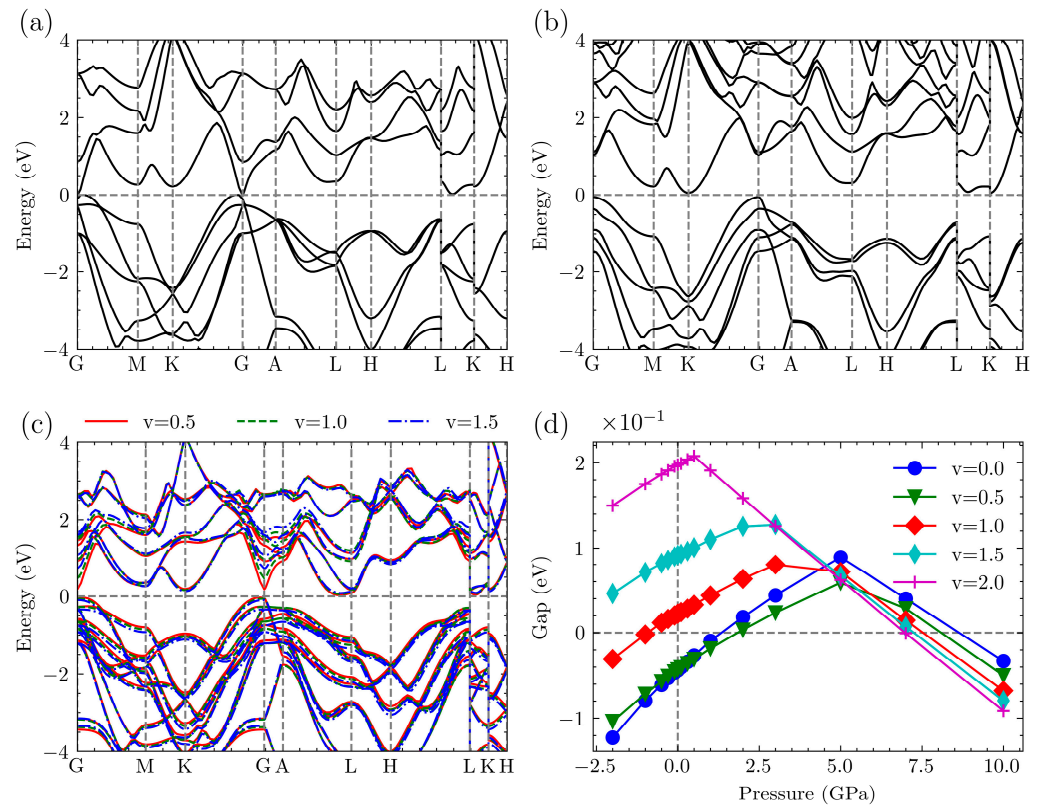 (a)
4
2
0
−2
−4
Energy (eV)
G M K G A L H L K H
(b)
4
2
0
−2
−4
Energy (eV)
G M K G A L H L K H
(c)
v=0.5 v=1.0 v=1.5
4
2
0
−2
−4
Energy (eV)
G M K G A L H L K H
(d)
×10⁻¹
2
1
0
−1
Gap (eV)
v=0.0
v=0.5
v=1.0
v=1.5
v=2.0
−2.5 0.0 2.5 5.0 7.5 10.0
Pressure (GPa)